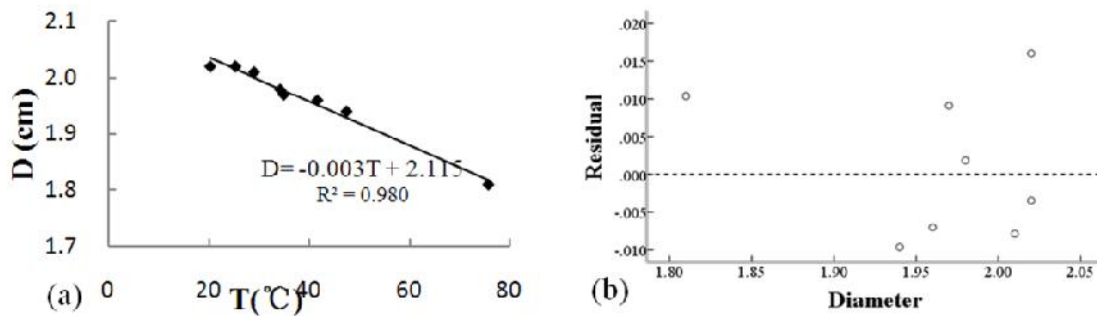 2.1
2.0
1.9
1.8
1.7
D (cm)
D= -0.003T + 2.115
R² = 0.980
0
20
40
60
80
T(℃)
(a)
.020
.015
.010
.005
.000
-.005
-.010
Residual
1.80
1.85
1.90
1.95
2.00
2.05
Diameter
(b)